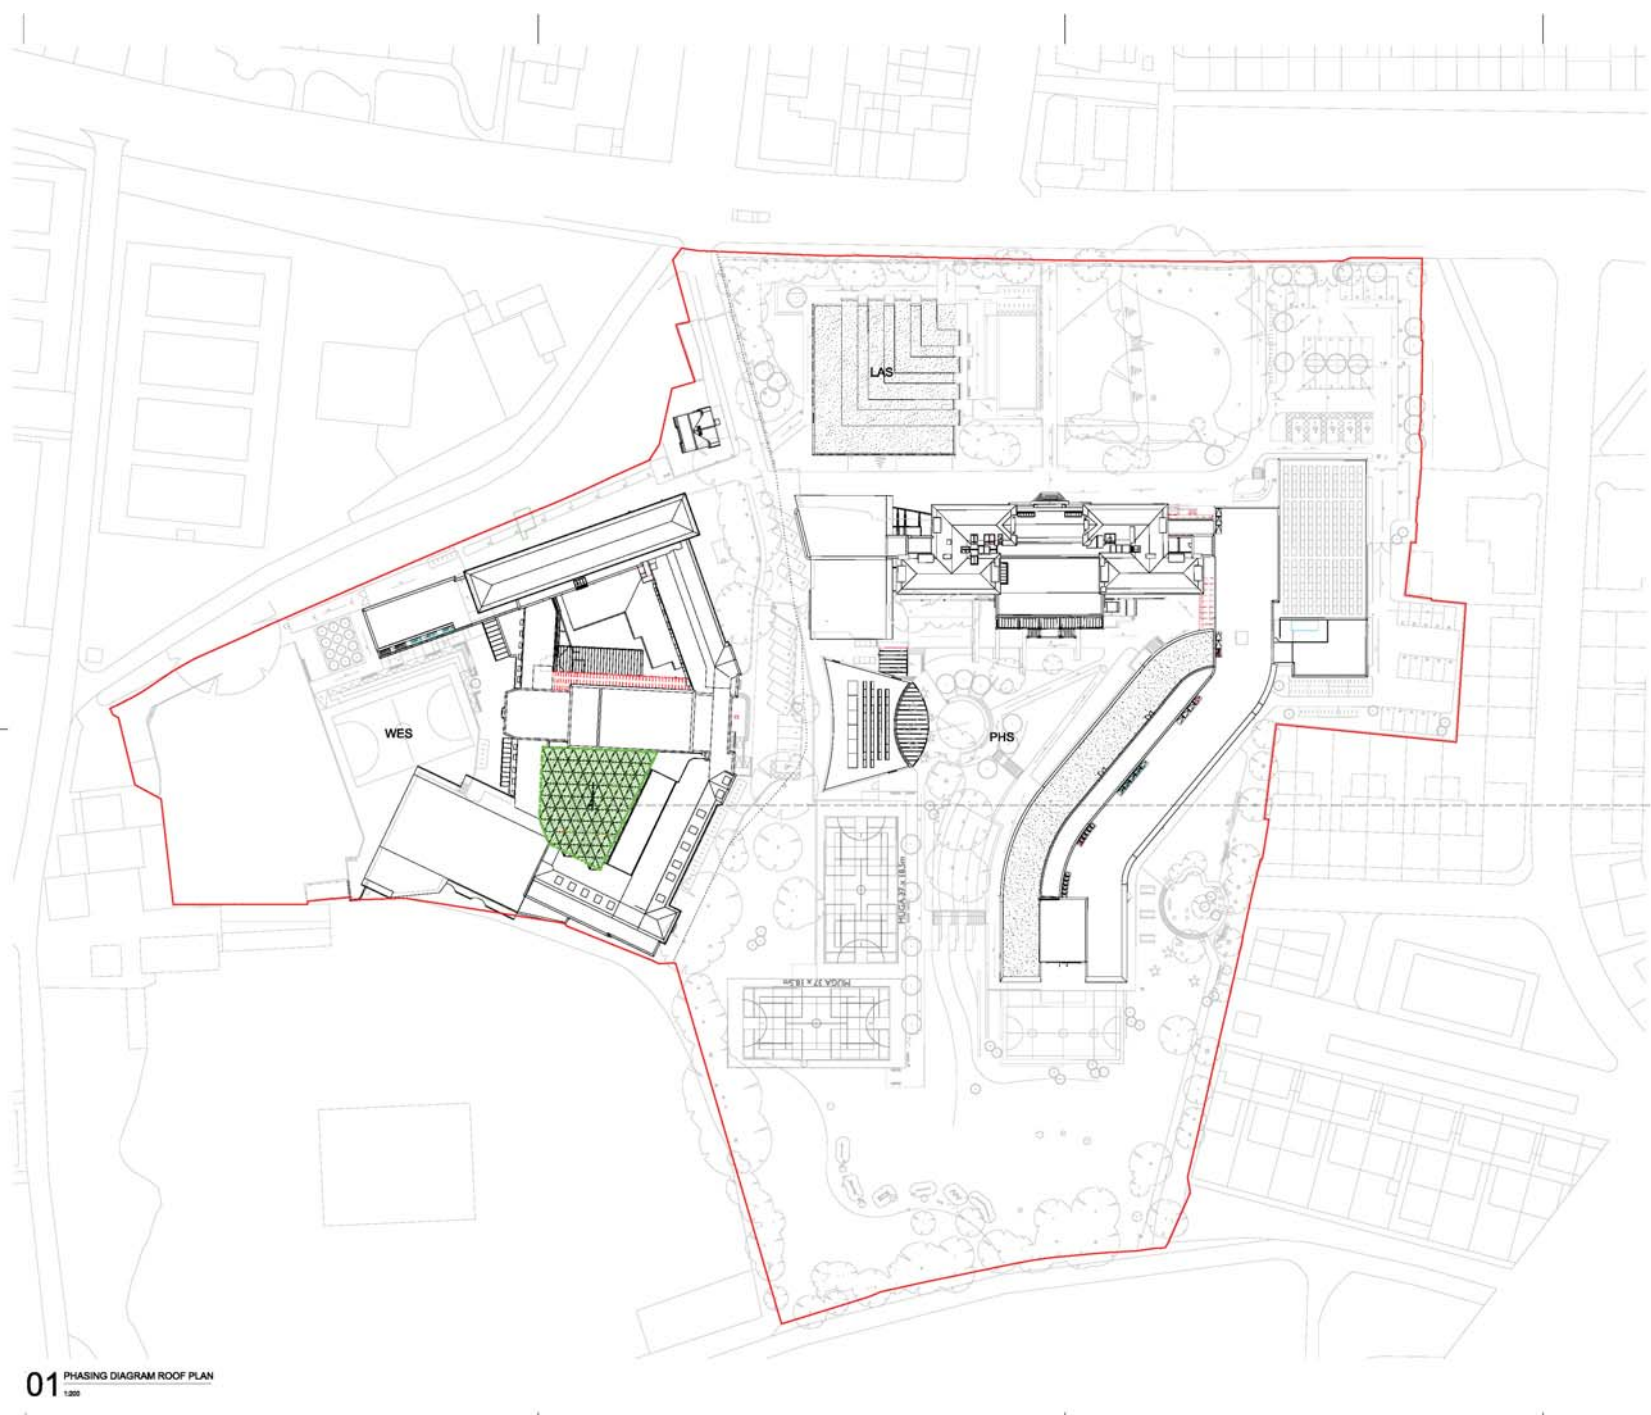 LAS
WES
PHS
MUGA 37 x 18.5m
MUGA 37 x 18.5m
01 PHASING DIAGRAM ROOF PLAN
1:200